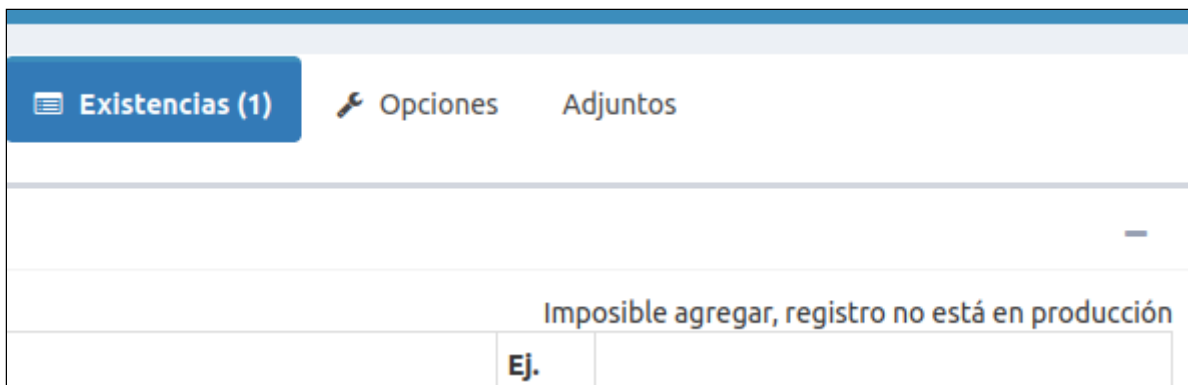 Existencias (1) Opciones Adjuntos
Imposible agregar, registro no está en producción
Ej.